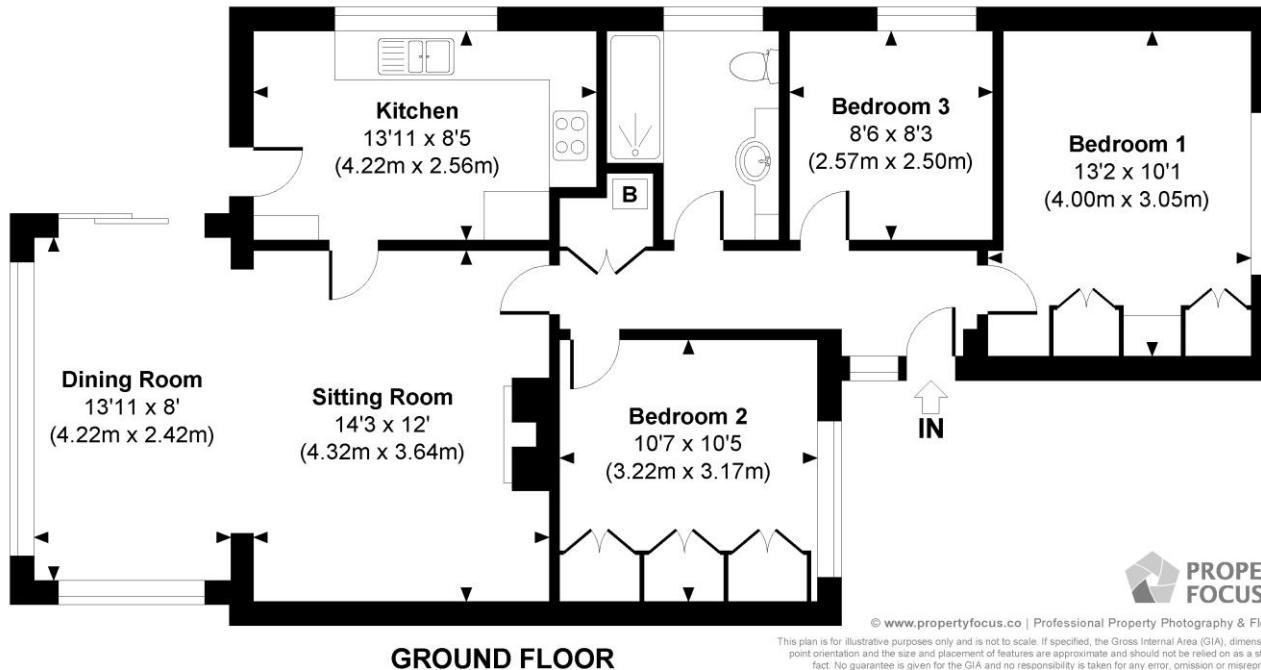 Kitchen
13'11 x 8'5
(4.22m x 2.56m)
B
Bedroom 3
8'6 x 8'3
(2.57m x 2.50m)
Bedroom 1
13'2 x 10'1
(4.00m x 3.05m)
Dining Room
13'11 x 8'
(4.22m x 2.42m)
Sitting Room
14'3 x 12'
(4.32m x 3.64m)
Bedroom 2
10'7 x 10'5
(3.22m x 3.17m)
IN
GROUND FLOOR
PROPE
FOCUS
© www.propertyfocus.co | Professional Property Photography & Fl
This plan is for illustrative purposes only and is not to scale. If specified, the Gross Internal Area (GIA), dimens
point orientation and the size and placement of features are approximate and should not be relied on as a st
fact. No guarantee is given for the GIA and no responsibility is taken for any error, omission or misrepr